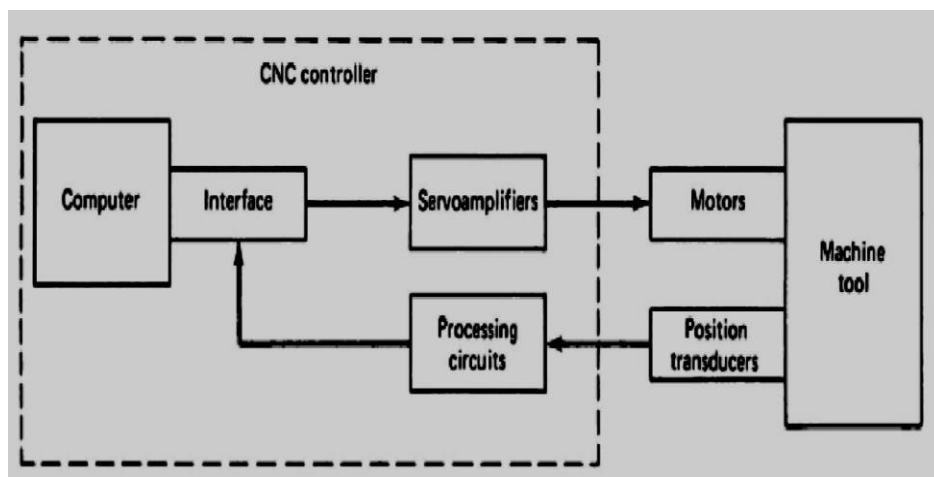 CNC controller
Computer
Interface
Servoamplifiers
Motors
Machine
tool
Processing
circuits
Position
transducers